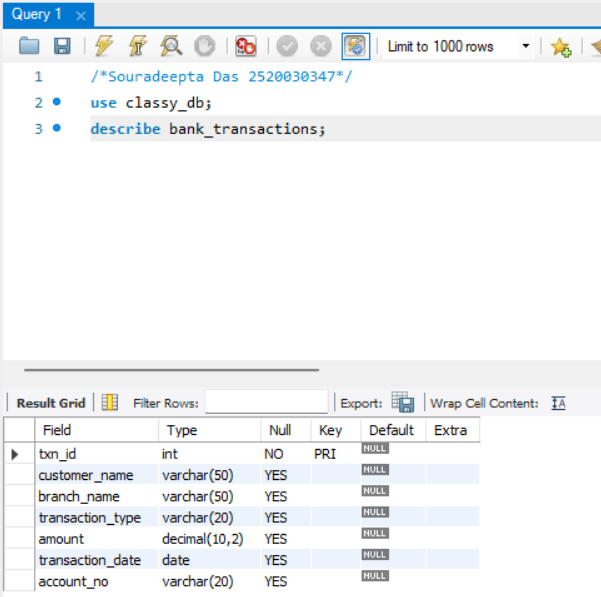 Query 1
Limit to 1000 rows
1 /*Souradeepta Das 2520030347*/
2 use classy_db;
3 describe bank_transactions;
Result Grid Filter Rows: Export: Wrap Cell Content: IA
Field Type Null Key Default Extra
txn_id int NO PRI NULL
customer_name varchar(50) YES NULL
branch_name varchar(50) YES NULL
transaction_type varchar(20) YES NULL
amount decimal(10,2) YES NULL
transaction_date date YES NULL
account_no varchar(20) YES NULL